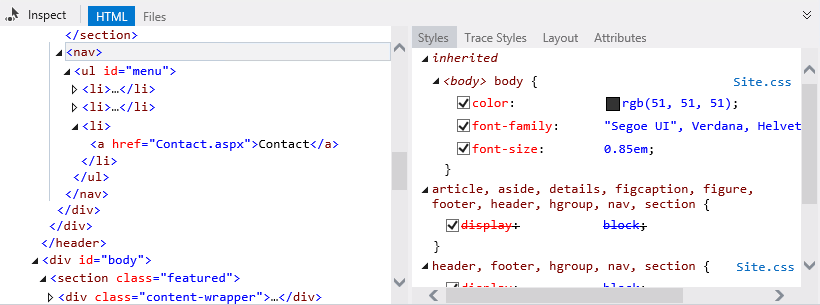 Inspect HTML Files
</section>
<nav>
<ul id="menu">
<li>…</li>
<li>…</li>
<li>
<a href="Contact.aspx">Contact</a>
</li>
</ul>
</nav>
</div>
</div>
</header>
<div id="body">
<section class="featured">
<div class="content-wrapper">…</div>
Styles Trace Styles Layout Attributes
inherited
<body> body { Site.css
color: rgb(51, 51, 51);
font-family: "Segoe UI", Verdana, Helvet
font-size: 0.85em;
}
article, aside, details, figcaption, figure,
footer, header, hgroup, nav, section {
display: block;
}
header, footer, hgroup, nav, section { Site.css
display: block;